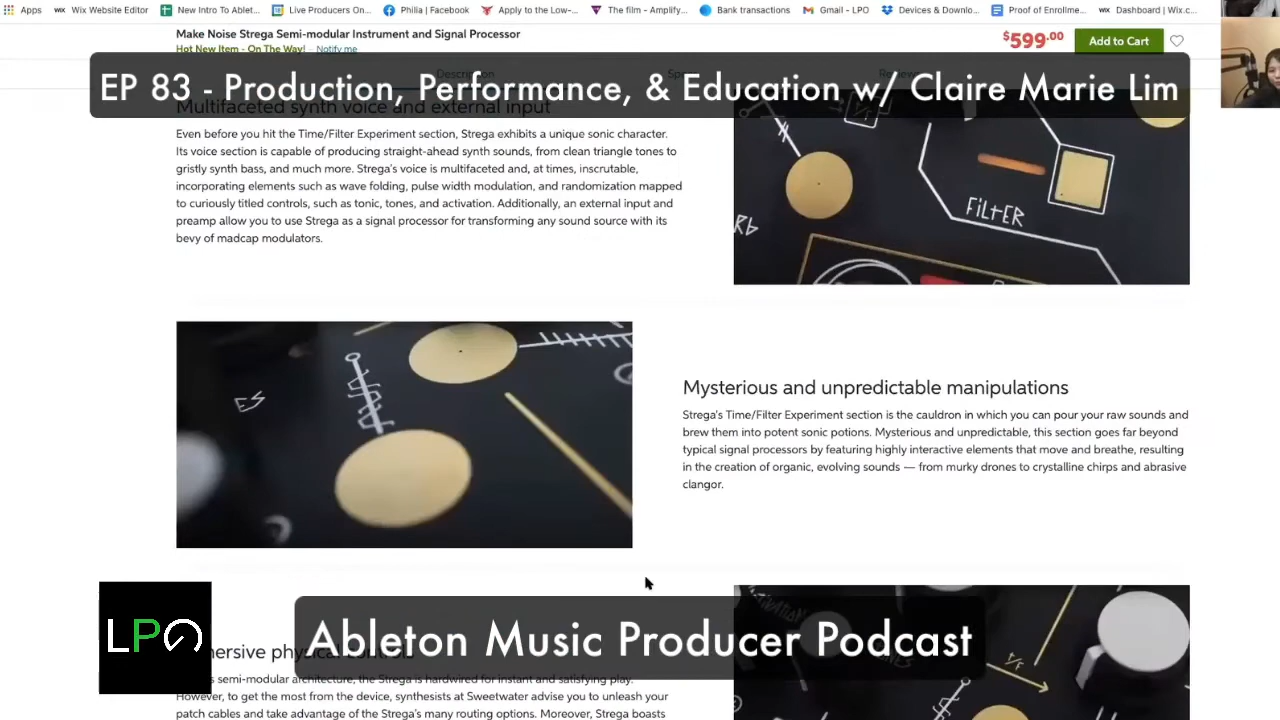 Apps
Wix Website Editor
New Intro To Ablet...
Live Producers On...
Philia | Facebook
Apply to the Low-...
The film - Amplify...
Bank transactions
Gmail - LPO
Devices & Downlo...
Proof of Enrollme...
Dashboard | Wix.c...
Make Noise Strega Semi-modular Instrument and Signal Processor
Hot New Item - On The Way! Notify me
$599.00
Add to Cart
EP 83 - Production, Performance, & Education w/ Claire Marie Lim
Multifaceted synth voice and external input
Even before you hit the Time/Filter Experiment section, Strega exhibits a unique sonic character.
Its voice section is capable of producing straight-ahead synth sounds, from clean triangle tones to
gristly synth bass, and much more. Strega's voice is multifaceted and, at times, inscrutable,
incorporating elements such as wave folding, pulse width modulation, and randomization mapped
to curiously titled controls, such as tonic, tones, and activation. Additionally, an external input and
preamp allow you to use Strega as a signal processor for transforming any sound source with its
bevy of madcap modulators.
FiLtER
Mysterious and unpredictable manipulations
Strega's Time/Filter Experiment section is the cauldron in which you can pour your raw sounds and
brew them into potent sonic potions. Mysterious and unpredictable, this section goes far beyond
typical signal processors by featuring highly interactive elements that move and breathe, resulting
in the creation of organic, evolving sounds — from murky drones to crystalline chirps and abrasive
clangor.
LPO
Ableton Music Producer Podcast
semi-modular architecture, the Strega is hardwired for instant and satisfying play.
However, to get the most from the device, synthesists at Sweetwater advise you to unleash your
patch cables and take advantage of the Strega's many routing options. Moreover, Strega boasts